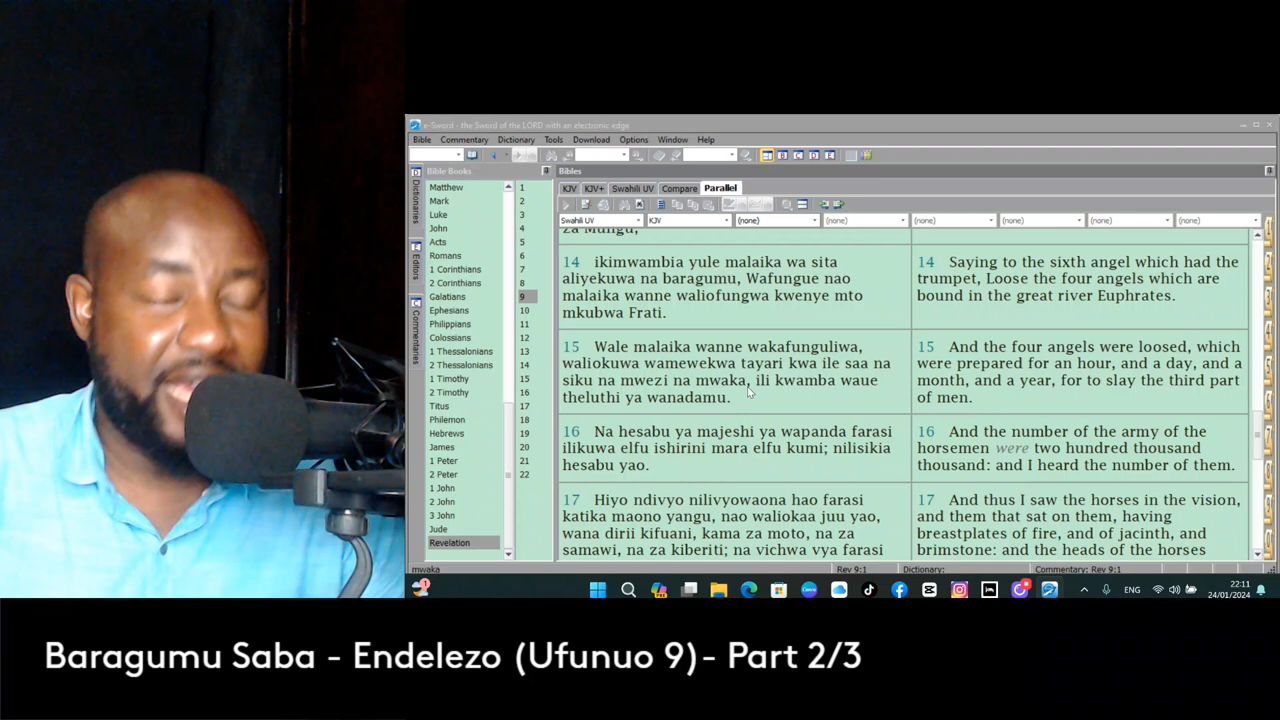 e-Sword - the Sword of the LORD with an electronic edge
Bible Commentary Dictionary Tools Download Options Window Help
Bible Books
Bibles
KJV KJV+ Swahili UV Compare Parallel
Swahili UV KJV (none) (none) (none) (none) (none) (none)
Dictionaries
Editors
Commentaries
Matthew 1
Mark 2
Luke 3
John 4
Acts 5
Romans 6
1 Corinthians 7
2 Corinthians 8
Galatians 9
Ephesians 10
Philippians 11
Colossians 12
1 Thessalonians 13
2 Thessalonians 14
1 Timothy 15
2 Timothy 16
Titus 17
Philemon 18
Hebrews 19
James 20
1 Peter 21
2 Peter 22
1 John
2 John
3 John
Jude
Revelation
za Mungu,
14 ikimwambia yule malaika wa sita
aliyekuwa na baragumu, Wafungue nao
malaika wanne waliofungwa kwenye mto
mkubwa Frati.
14 Saying to the sixth angel which had the
trumpet, Loose the four angels which are
bound in the great river Euphrates.
15 Wale malaika wanne wakafunguliwa,
waliokuwa wamewekwa tayari kwa ile saa na
siku na mwezi na mwaka, ili kwamba waue
theluthi ya wanadamu.
15 And the four angels were loosed, which
were prepared for an hour, and a day, and a
month, and a year, for to slay the third part
of men.
16 Na hesabu ya majeshi ya wapanda farasi
ilikuwa elfu ishirini mara elfu kumi; nilisikia
hesabu yao.
16 And the number of the army of the
horsemen were two hundred thousand
thousand: and I heard the number of them.
17 Hiyo ndivyo nilivyowaona hao farasi
katika maono yangu, nao waliokaa juu yao,
wana dirii kifuani, kama za moto, na za
samawi, na za kiberiti; na vichwa vya farasi
17 And thus I saw the horses in the vision,
and them that sat on them, having
breastplates of fire, and of jacinth, and
brimstone: and the heads of the horses
mwaka Rev 9:1 Dictionary: Commentary: Rev 9:1
ENG 22:11
24/01/2024
Baragumu Saba - Endelezo (Ufunuo 9)- Part 2/3